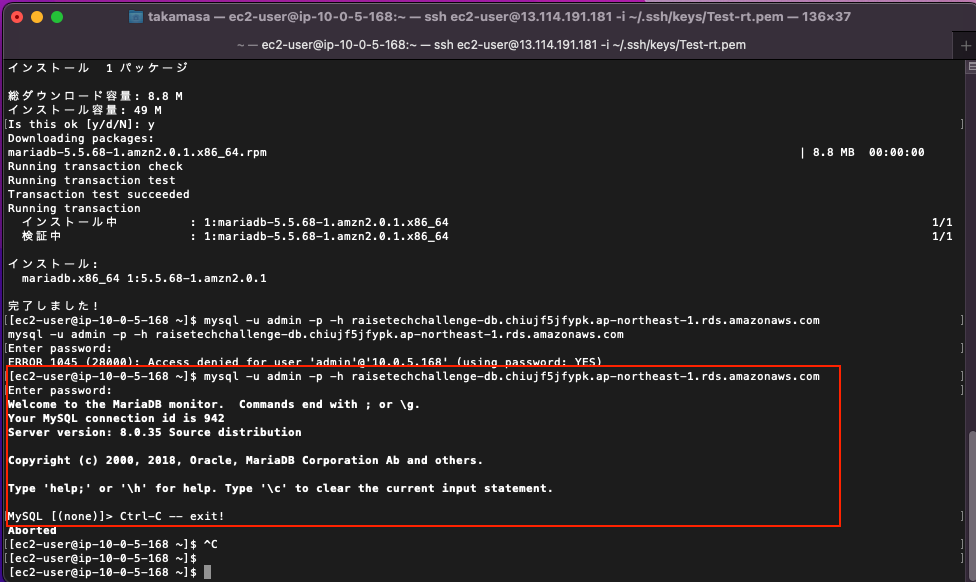 takamasa — ec2-user@ip-10-0-5-168:~ — ssh ec2-user@13.114.191.181 -i ~/.ssh/keys/Test-rt.pem — 136×37
~ — ec2-user@ip-10-0-5-168:~ — ssh ec2-user@13.114.191.181 -i ~/.ssh/keys/Test-rt.pem +
インストール 1 パッケージ
総ダウンロード容量: 8.8 M
インストール容量: 49 M
[Is this ok [y/d/N]: y ]
Downloading packages:
mariadb-5.5.68-1.amzn2.0.1.x86_64.rpm | 8.8 MB 00:00:00
Running transaction check
Running transaction test
Transaction test succeeded
Running transaction
インストール中 : 1:mariadb-5.5.68-1.amzn2.0.1.x86_64 1/1
検証中 : 1:mariadb-5.5.68-1.amzn2.0.1.x86_64 1/1
インストール:
mariadb.x86_64 1:5.5.68-1.amzn2.0.1
完了しました!
[[ec2-user@ip-10-0-5-168 ~]$ mysql -u admin -p -h raisetechchallenge-db.chiujf5jfypk.ap-northeast-1.rds.amazonaws.com ]
mysql -u admin -p -h raisetechchallenge-db.chiujf5jfypk.ap-northeast-1.rds.amazonaws.com
[Enter password: ]
ERROR 1045 (28000): Access denied for user 'admin'@'10.0.5.168' (using password: YES)
[[ec2-user@ip-10-0-5-168 ~]$ mysql -u admin -p -h raisetechchallenge-db.chiujf5jfypk.ap-northeast-1.rds.amazonaws.com ]
[Enter password: ]
Welcome to the MariaDB monitor. Commands end with ; or \g.
Your MySQL connection id is 942
Server version: 8.0.35 Source distribution
Copyright (c) 2000, 2018, Oracle, MariaDB Corporation Ab and others.
Type 'help;' or '\h' for help. Type '\c' to clear the current input statement.
[MySQL [(none)]> Ctrl-C -- exit! ]
Aborted
[[ec2-user@ip-10-0-5-168 ~]$ ^C ]
[[ec2-user@ip-10-0-5-168 ~]$ ]
[[ec2-user@ip-10-0-5-168 ~]$ ]